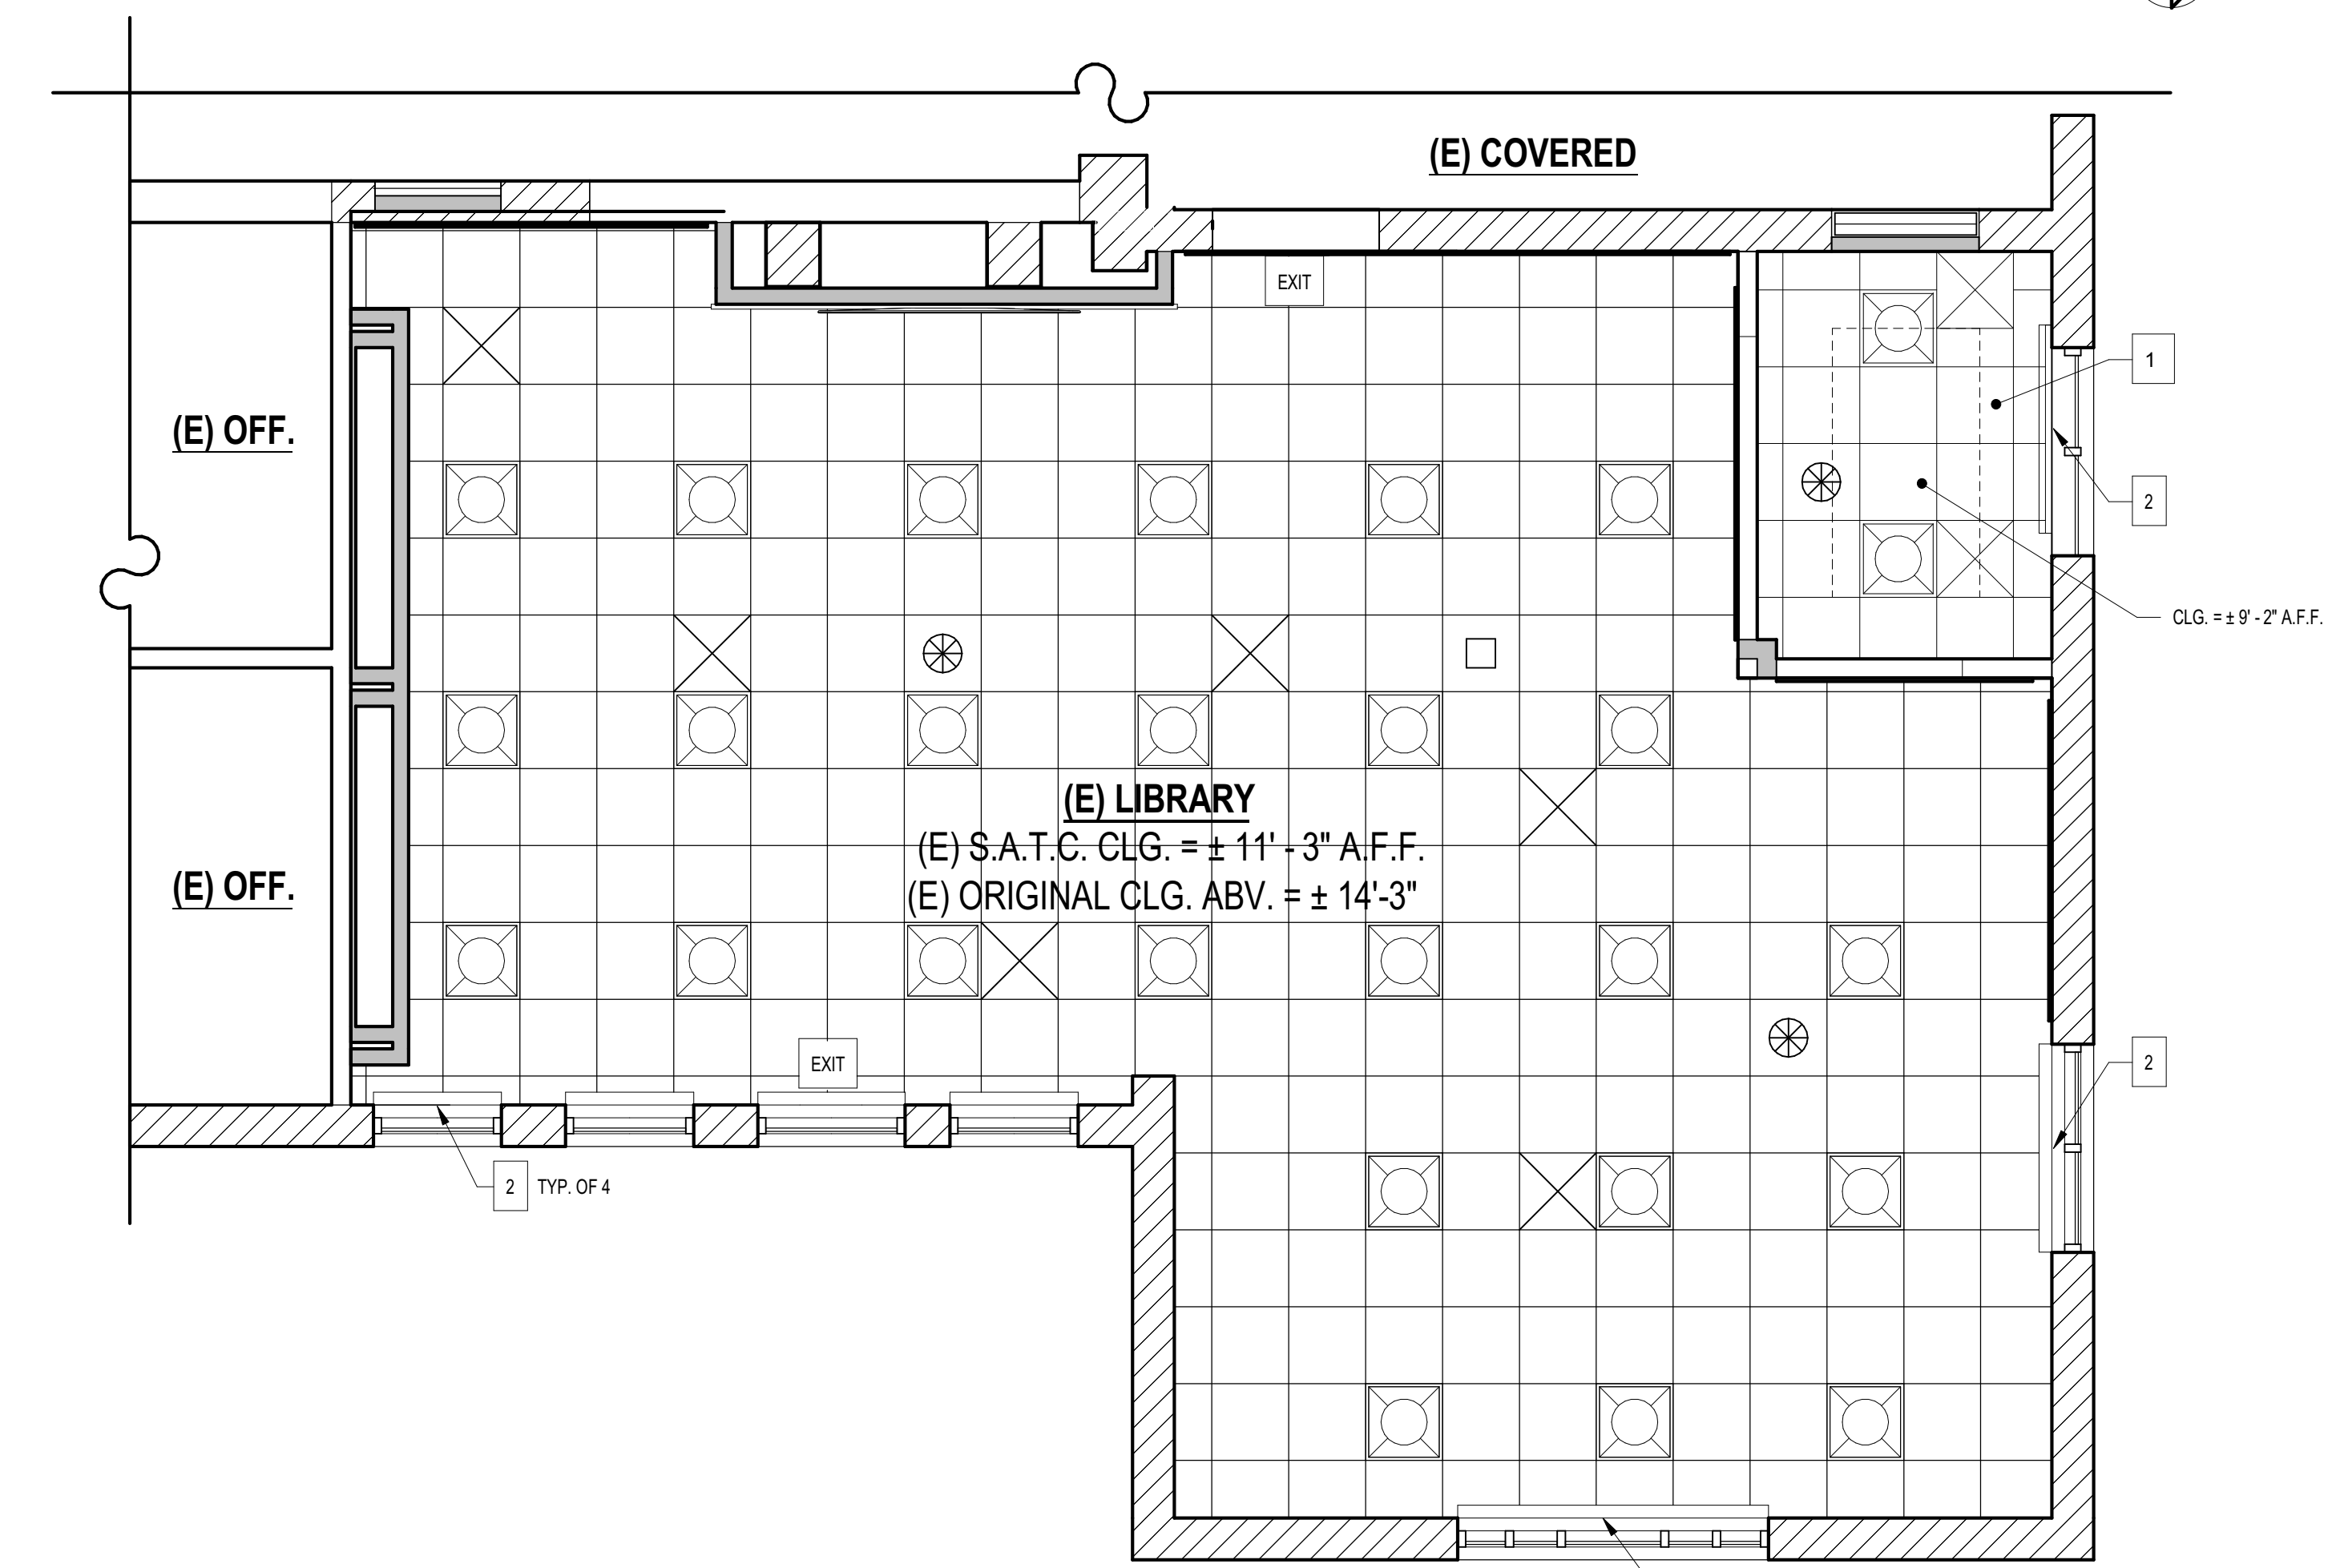 (E) COVERED
EXIT
1
(E) OFF.
2
CLG. = ± 9' - 2" A.F.F.
(E) LIBRARY
(E) S.A.T.C. CLG. = ± 11' - 3" A.F.F.
(E) OFF.
(E) ORIGINAL CLG. ABV. = ± 14'-3"
EXIT
2
2 TYP. OF 4